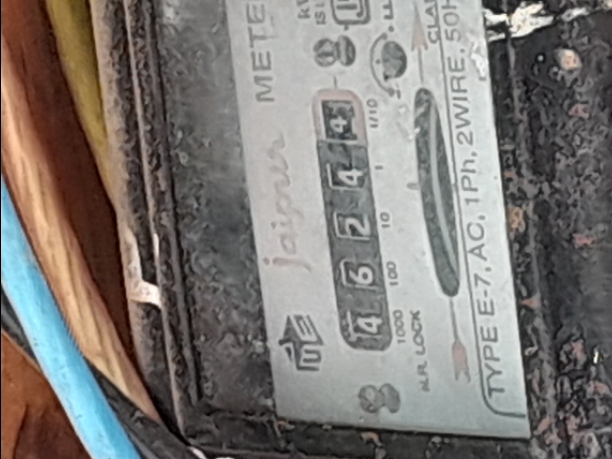 Jaipur
METE
4 6 2 4 4
1000 100 10 1 1/10
N.R. LOCK
CLA
TYPE E-7, AC, 1Ph, 2WIRE, 50H